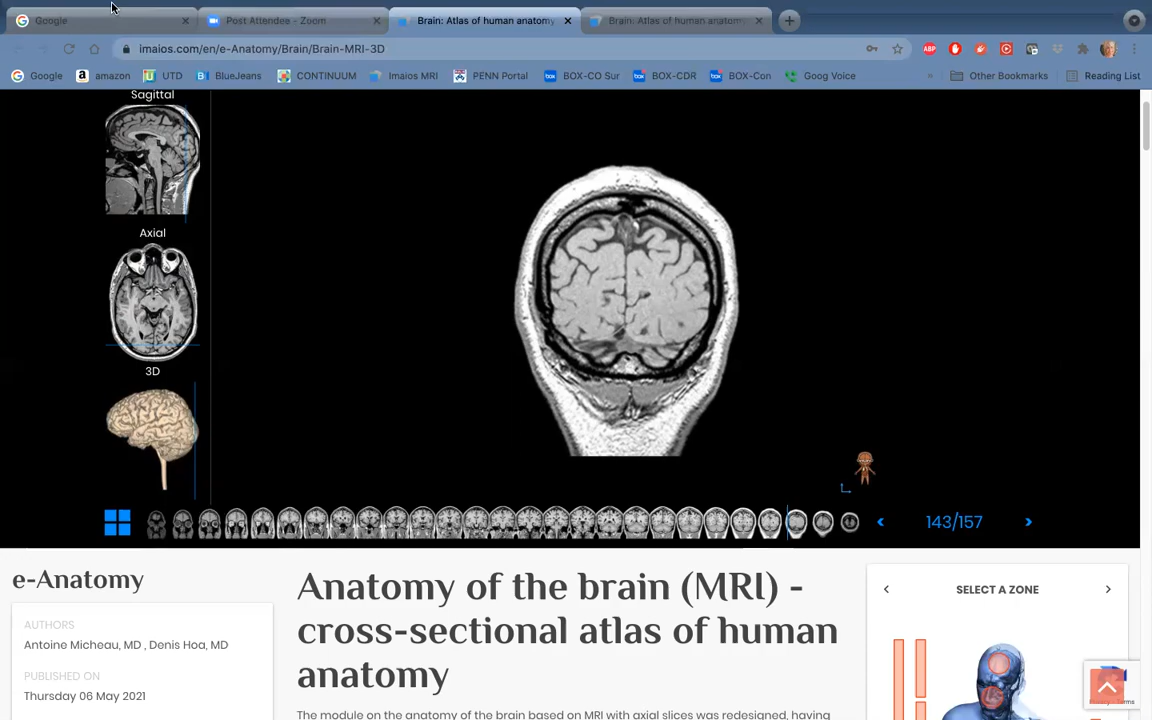 Google
Post Attendee - Zoom
Brain: Atlas of human anatomy
Brain: Atlas of human anatomy
imaios.com/en/e-Anatomy/Brain/Brain-MRI-3D
ABP
Google
amazon
UTD
BlueJeans
CONTINUUM
Imaios MRI
PENN Portal
BOX-CO Sur
BOX-CDR
BOX-Con
Goog Voice
»
Other Bookmarks
Reading List
Sagittal
Axial
3D
143/157
e-Anatomy
AUTHORS
Antoine Micheau, MD , Denis Hoa, MD
PUBLISHED ON
Thursday 06 May 2021
Anatomy of the brain (MRI) -
cross-sectional atlas of human
anatomy
The module on the anatomy of the brain based on MRI with axial slices was redesigned, having
SELECT A ZONE